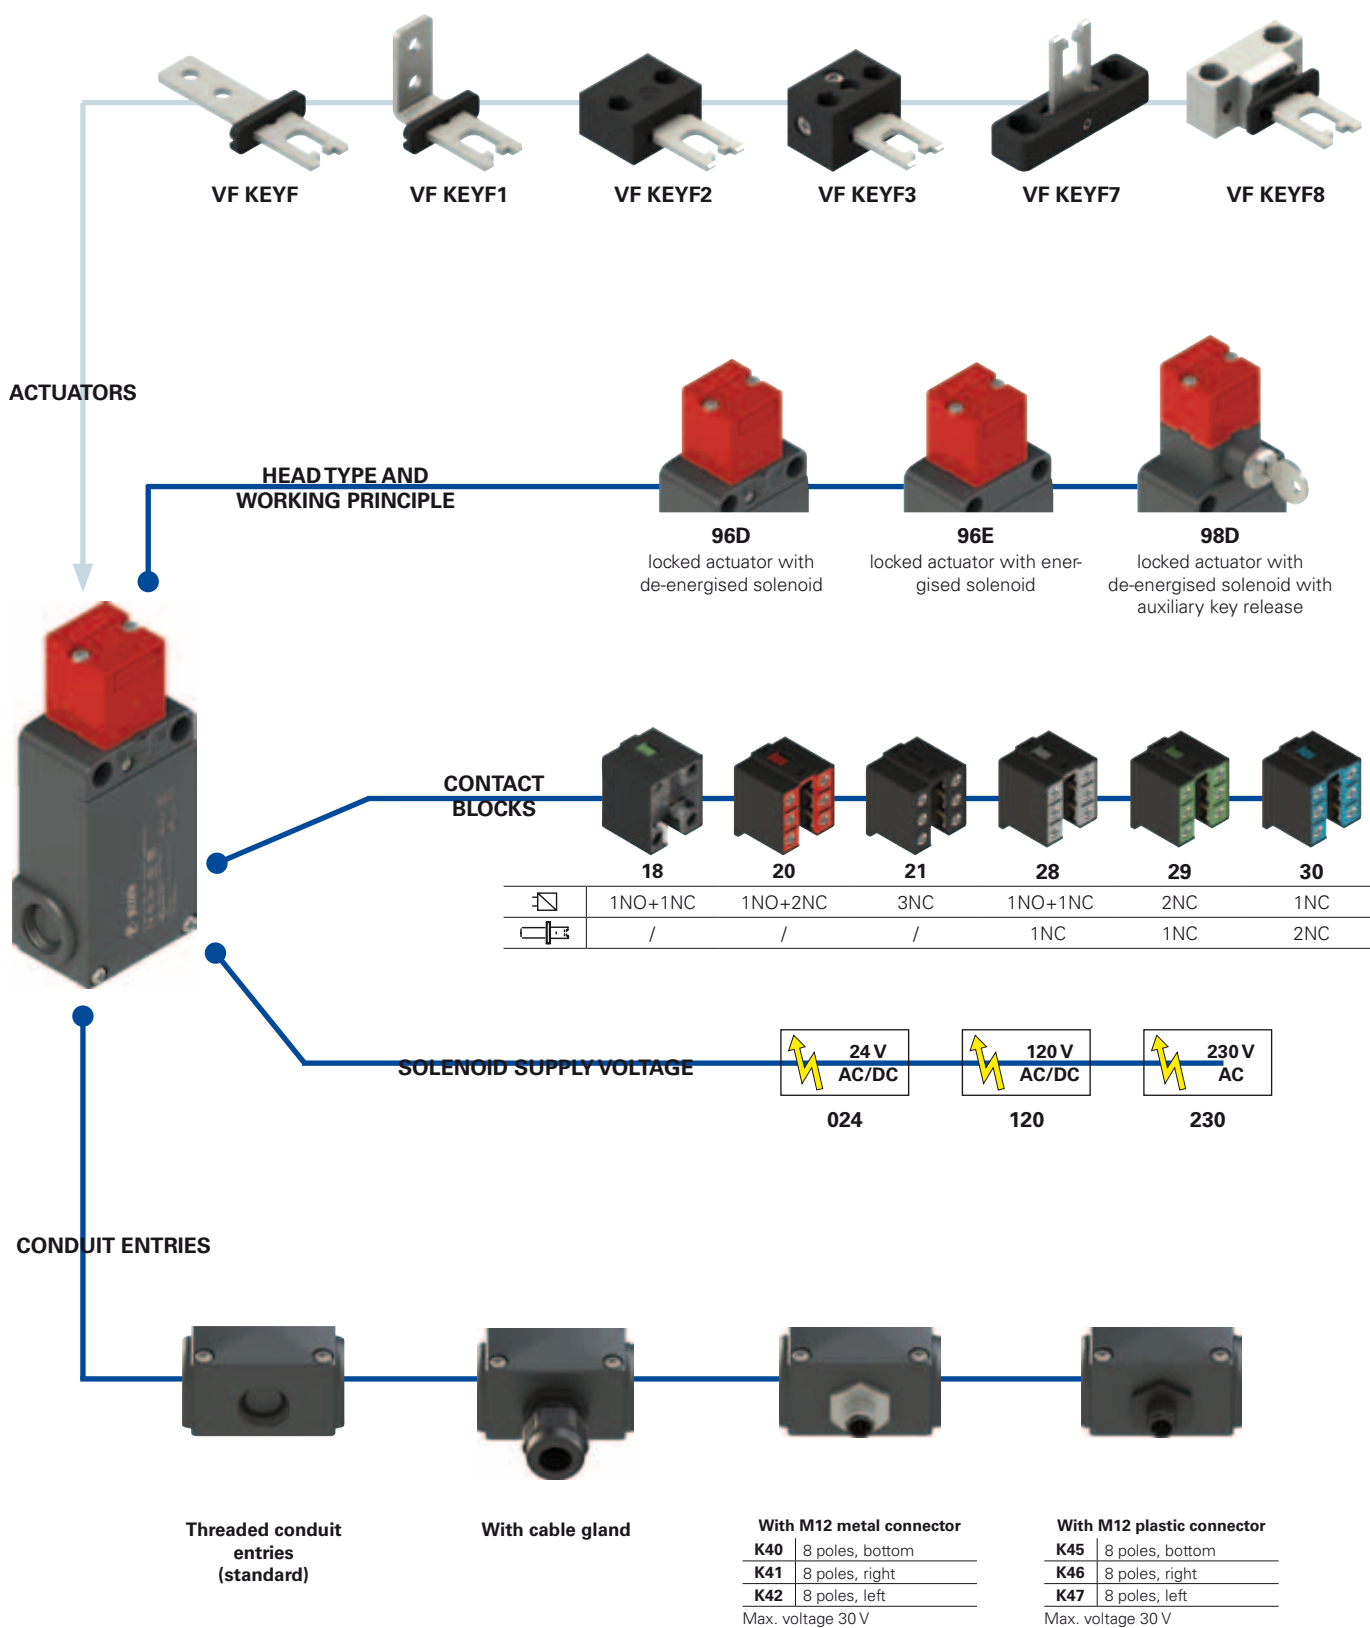 VF KEYF
VF KEYF1
VF KEYF2
VF KEYF3
VF KEYF7
VF KEYF8
ACTUATORS
HEAD TYPE AND
WORKING PRINCIPLE
96D
locked actuator with
de-energised solenoid
96E
locked actuator with ener-
gised solenoid
98D
locked actuator with
de-energised solenoid with
auxiliary key release
CONTACT
BLOCKS
18 20 21 28 29 30
1NO+1NC 1NO+2NC 3NC 1NO+1NC 2NC 1NC
/ / / 1NC 1NC 2NC
SOLENOID SUPPLY VOLTAGE
24 V
AC/DC
024
120 V
AC/DC
120
230 V
AC
230
CONDUIT ENTRIES
Threaded conduit
entries
(standard)
With cable gland
With M12 metal connector
K40 8 poles, bottom
K41 8 poles, right
K42 8 poles, left
Max. voltage 30 V
With M12 plastic connector
K45 8 poles, bottom
K46 8 poles, right
K47 8 poles, left
Max. voltage 30 V